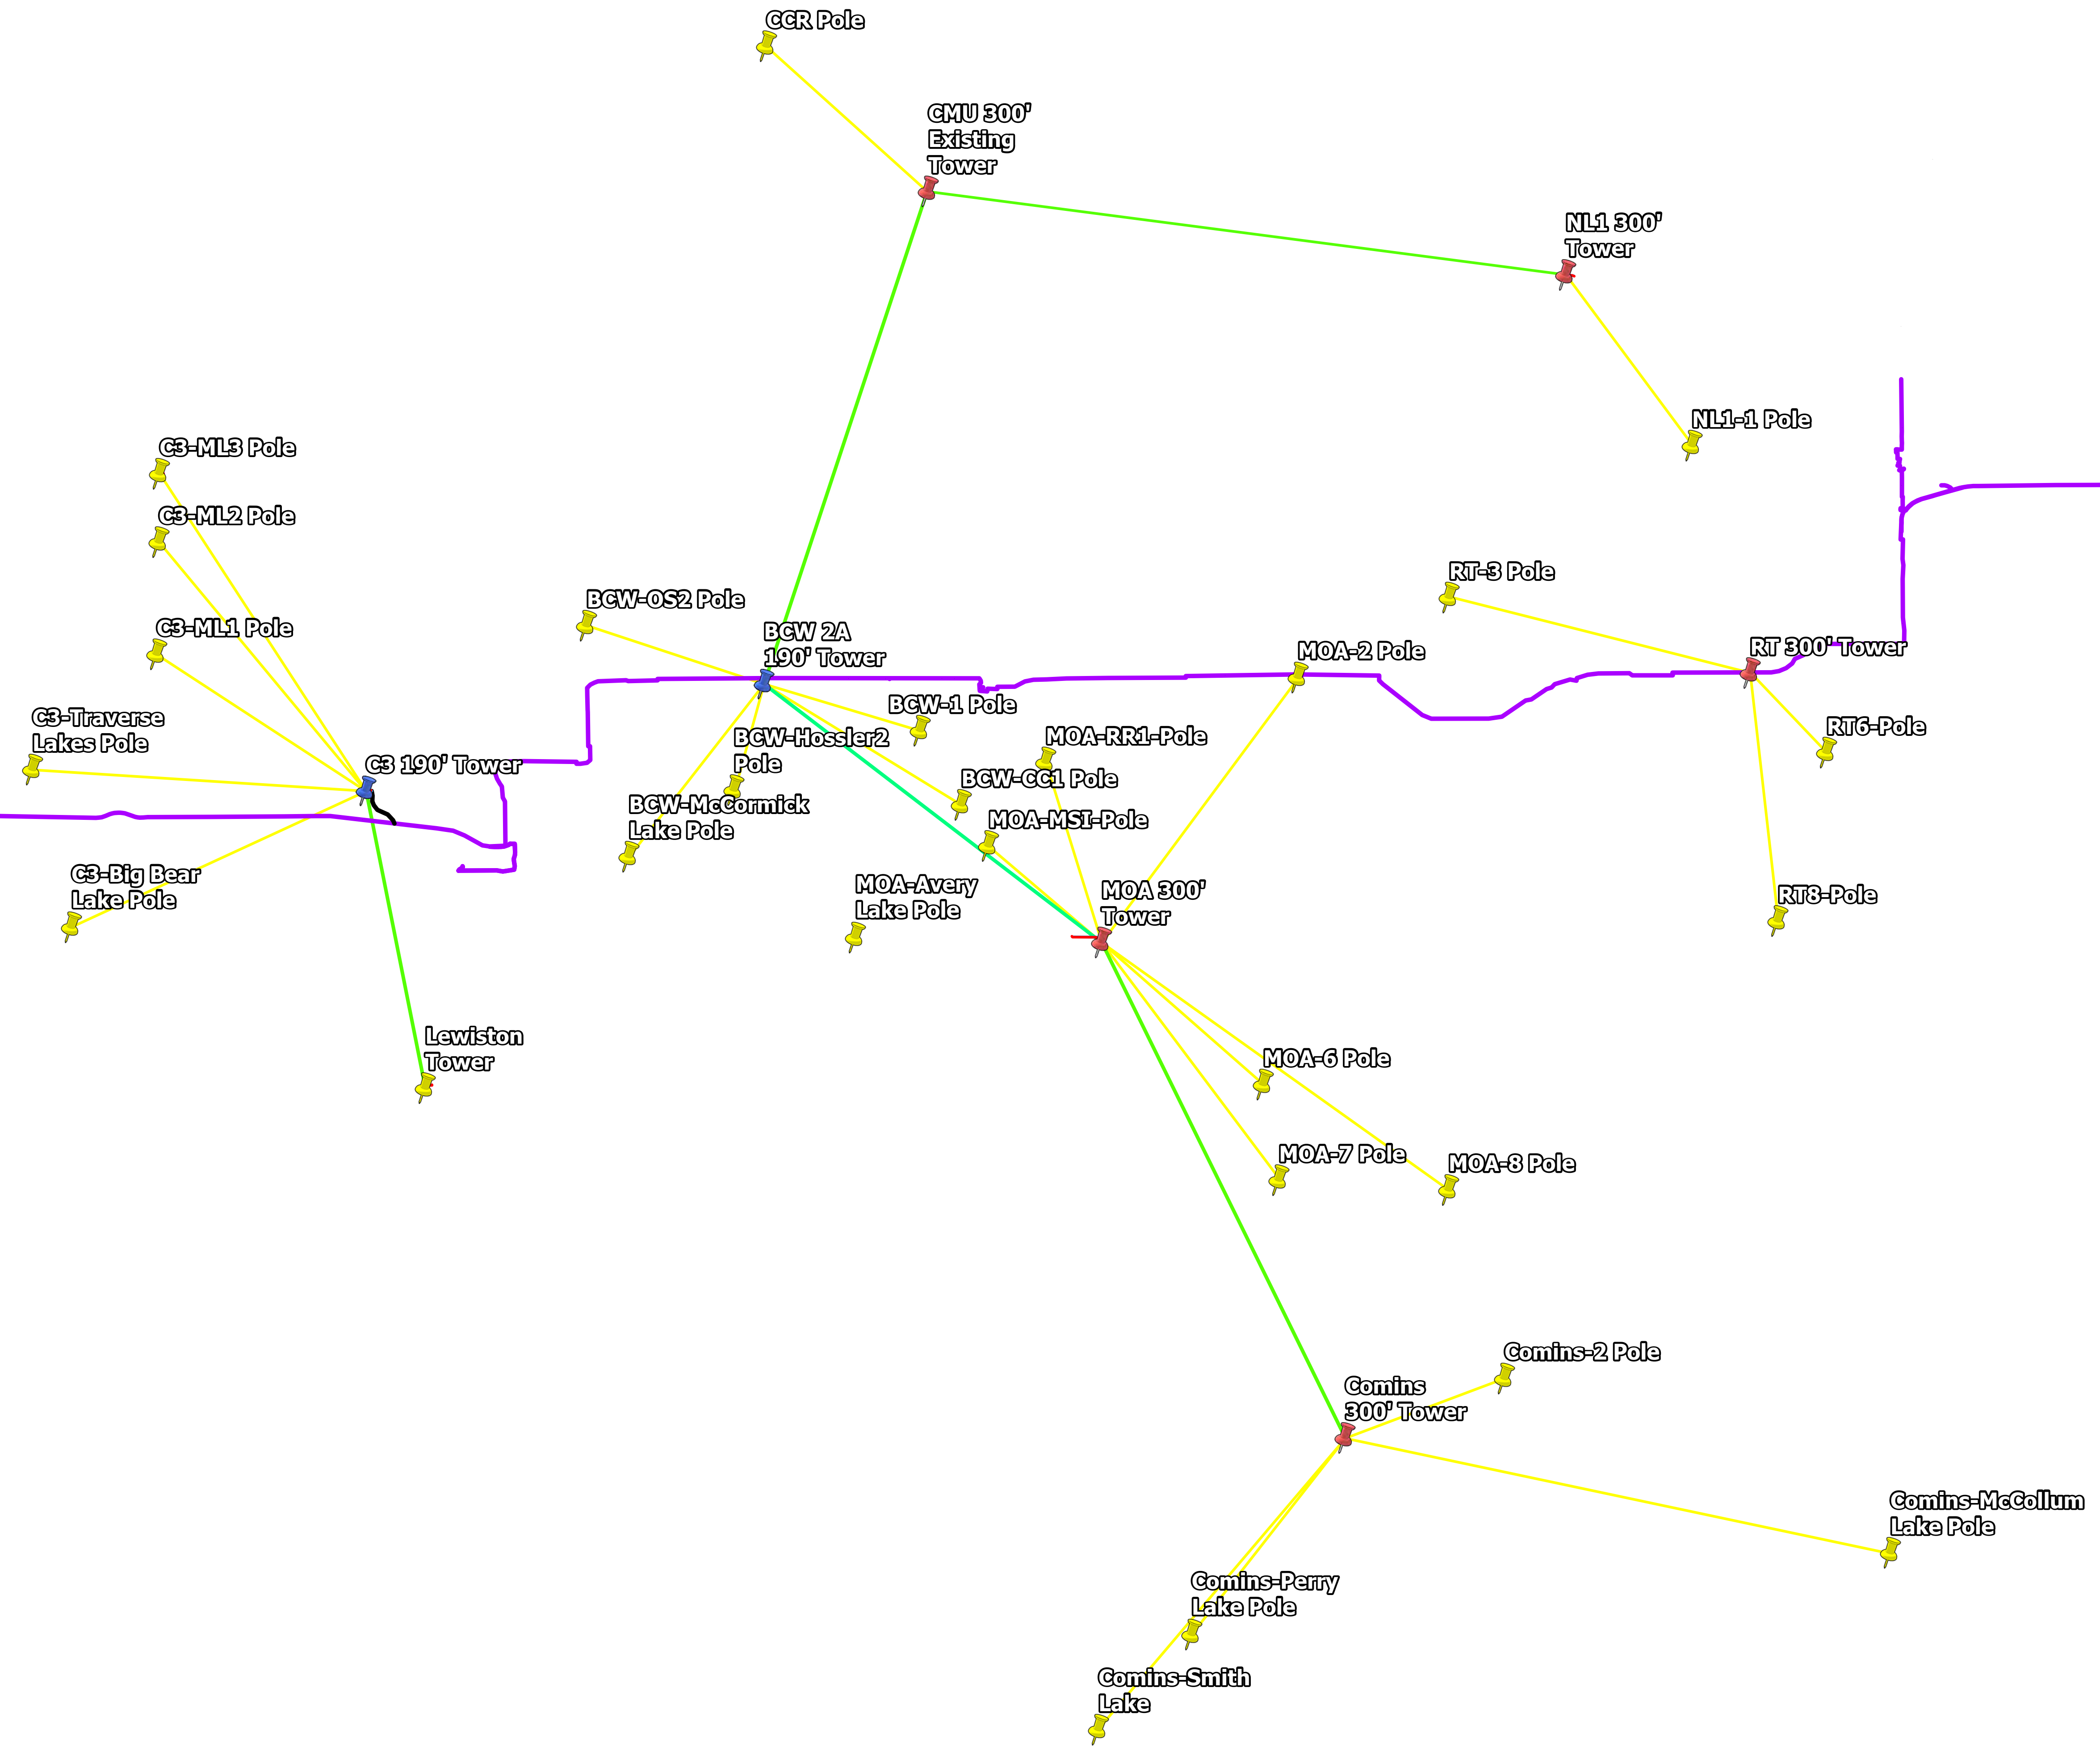 CCR Pole
CMU 300'
Existing
Tower
NL1 300'
Tower
NL1-1 Pole
C3-ML3 Pole
C3-ML2 Pole
C3-ML1 Pole
C3-Traverse
Lakes Pole
C3 190' Tower
C3-Big Bear
Lake Pole
Lewiston
Tower
BCW-OS2 Pole
BCW 2A
190' Tower
BCW-1 Pole
BCW-Hossler2
Pole
BCW-McCormick
Lake Pole
BCW-CC1 Pole
MOA-RR1-Pole
MOA-MSI-Pole
MOA-Avery
Lake Pole
MOA 300'
Tower
MOA-2 Pole
RT-3 Pole
RT 300' Tower
RT6-Pole
RT8-Pole
MOA-6 Pole
MOA-7 Pole
MOA-8 Pole
Comins-2 Pole
Comins
300' Tower
Comins-McCollum
Lake Pole
Comins-Perry
Lake Pole
Comins-Smith
Lake